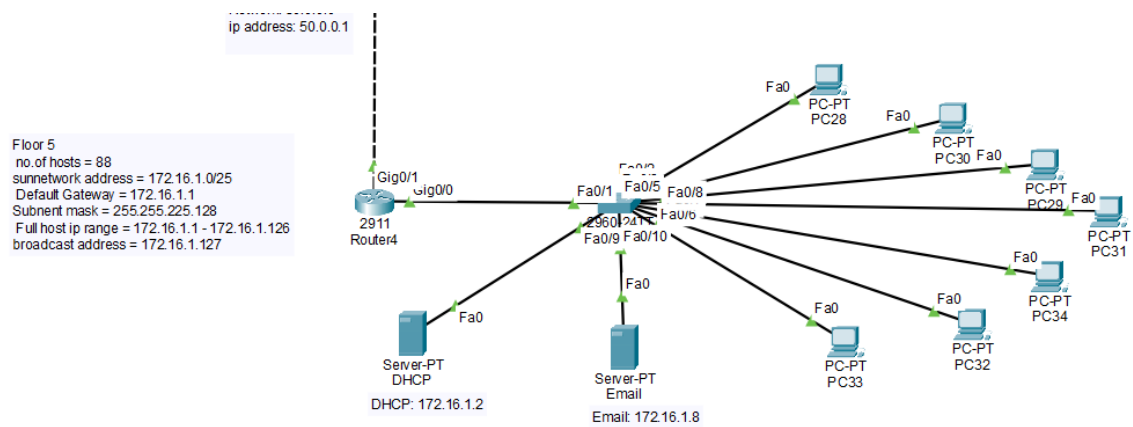 ip address: 50.0.0.1
Floor 5
no.of hosts = 88
sunnetwork address = 172.16.1.0/25
Default Gateway = 172.16.1.1
Subnent mask = 255.255.225.128
Full host ip range = 172.16.1.1 - 172.16.1.126
broadcast address = 172.16.1.127
Gig0/1
Gig0/0
2911
Router4
Fa0/1
Fa0/5
Fa0/8
Fa0/6
Fa0/9
Fa0/10
Fa0
PC-PT
PC28
Fa0
PC-PT
PC30
Fa0
PC-PT
PC29
Fa0
PC-PT
PC31
Fa0
PC-PT
PC34
Fa0
PC-PT
PC32
Fa0
PC-PT
PC33
Fa0
Server-PT
DHCP
DHCP: 172.16.1.2
Fa0
Server-PT
Email
Email: 172.16.1.8